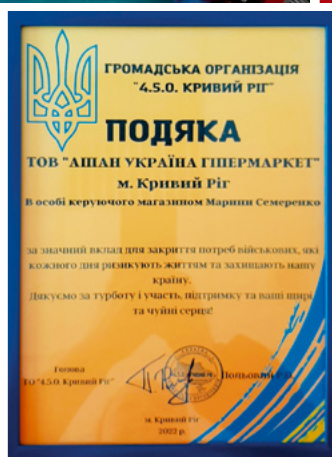 ГРОМАДСЬКА ОРГАНІЗАЦІЯ
"4.5.0. КРИВИЙ РІГ"
ПОДЯКА
ТОВ "АШАН УКРАЇНА ГІПЕРМАРКЕТ"
м. Кривий Ріг
В особі керуючого магазином Марини Семеренко
за значний вклад для закриття потреб військових, які
кожного дня ризикують життям та захищають нашу
країну.
Дякуємо за турботу і участь, підтримку та ваші щирі
та чуйні серця!
Голова
ГО "4.5.0. Кривий Ріг"
Польовий
м. Кривий Ріг
2022 р.